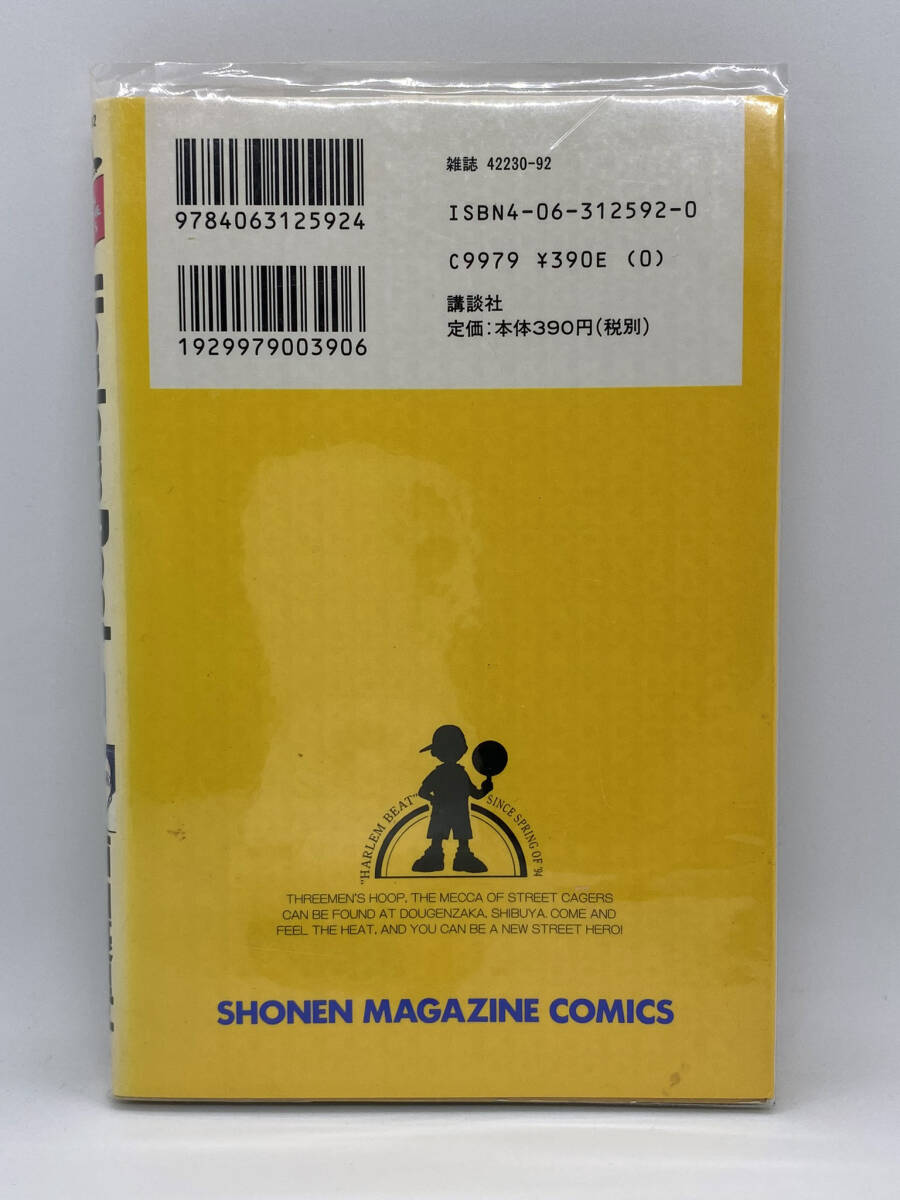 雑誌 42230-92
9784063125924
ISBN4-06-312592-0
C9979 ¥390E (0)
1929979003906
講談社
定価:本体390円(税別)
Harlem Beat
"HARLEM BEAT" SINCE SPRING OF '94
THREEMEN'S HOOP, THE MECCA OF STREET CAGERS
CAN BE FOUND AT DOUGENZAKA, SHIBUYA. COME AND
FEEL THE HEAT, AND YOU CAN BE A NEW STREET HERO!
SHONEN MAGAZINE COMICS